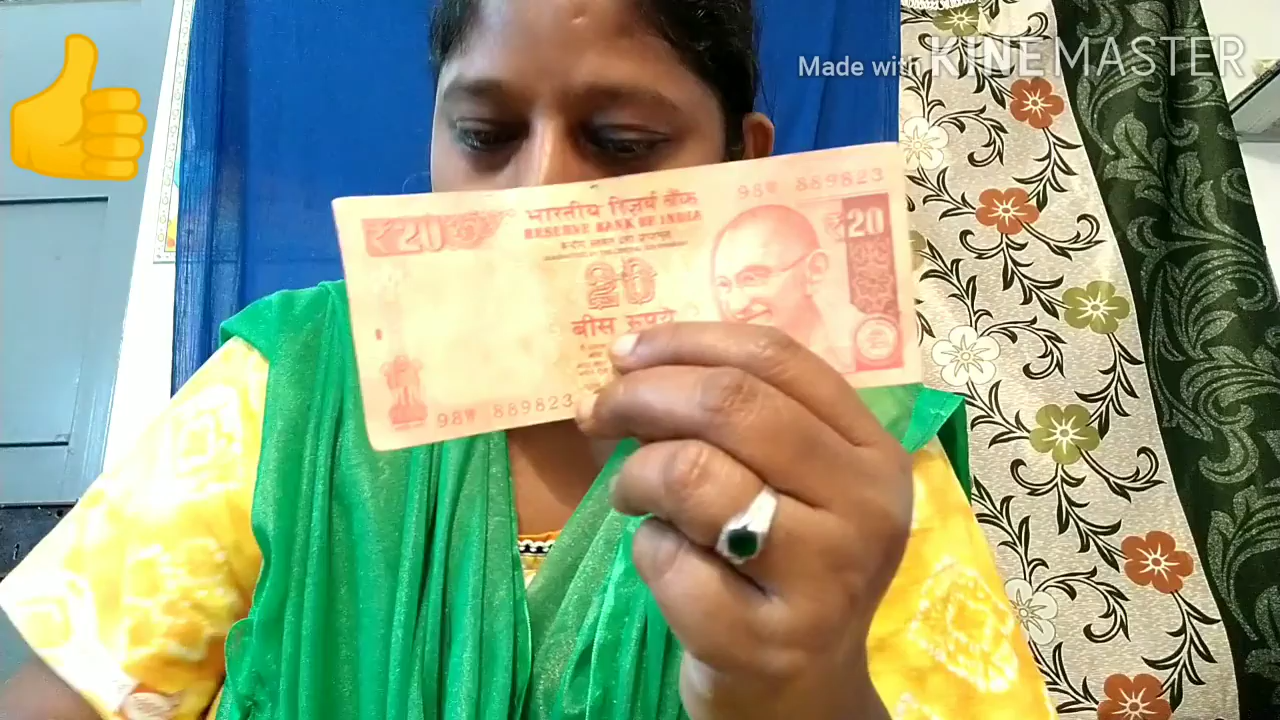 Made with KINEMASTER
98W 889823
₹20
भारतीय रिज़र्व बैंक
₹20
RESERVE BANK OF INDIA
20
बीस रुपये
98W 889823